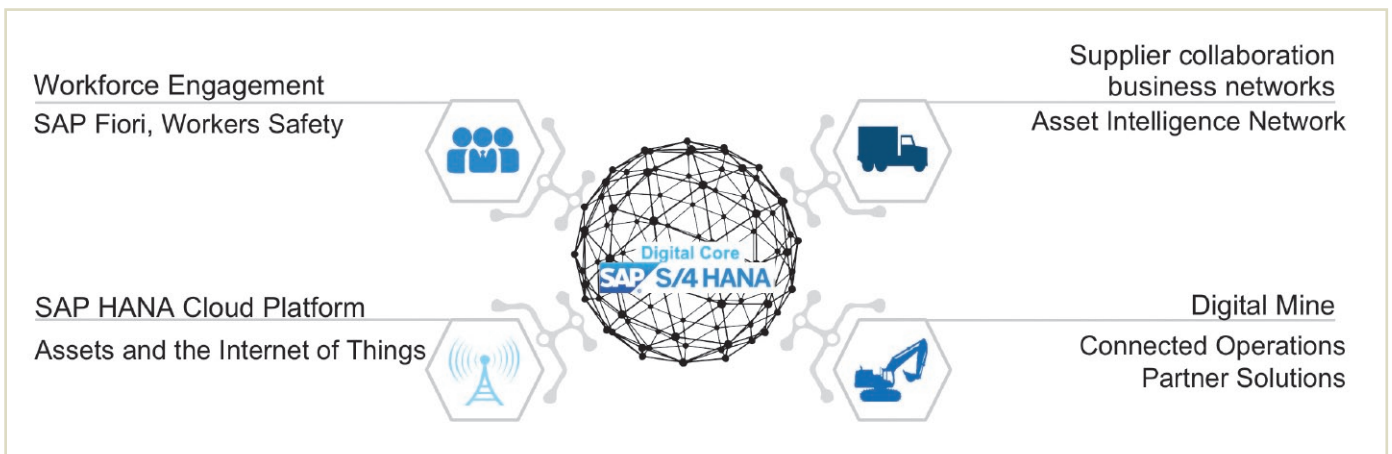 Workforce Engagement
SAP Fiori, Workers Safety
Supplier collaboration
business networks
Asset Intelligence Network
Digital Core
SAP S/4 HANA
SAP HANA Cloud Platform
Assets and the Internet of Things
Digital Mine
Connected Operations
Partner Solutions